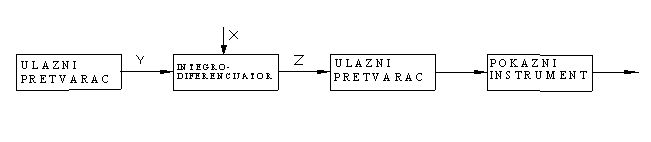 X
ULAZNI
PRETVARAC
Y
INTEGRO-
DIFERENCIJATOR
Z
ULAZNI
PRETVARAC
POKAZNI
INSTRUMENT